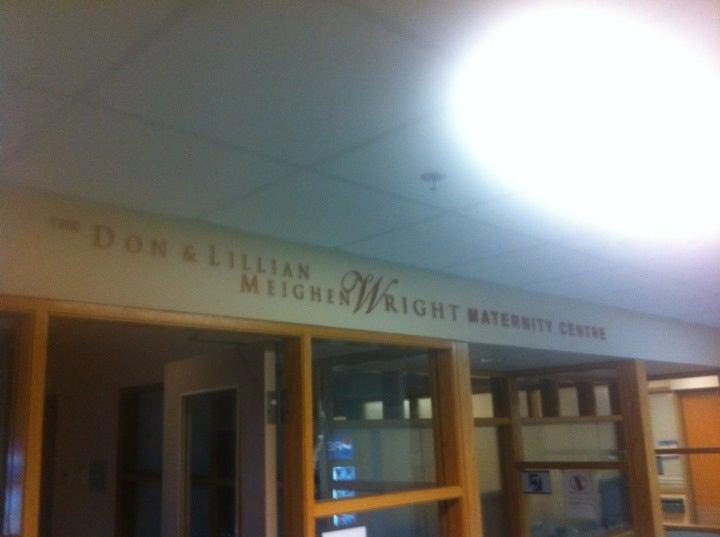 THE DON & LILLIAN
MEIGHEN WRIGHT MATERNITY CENTRE